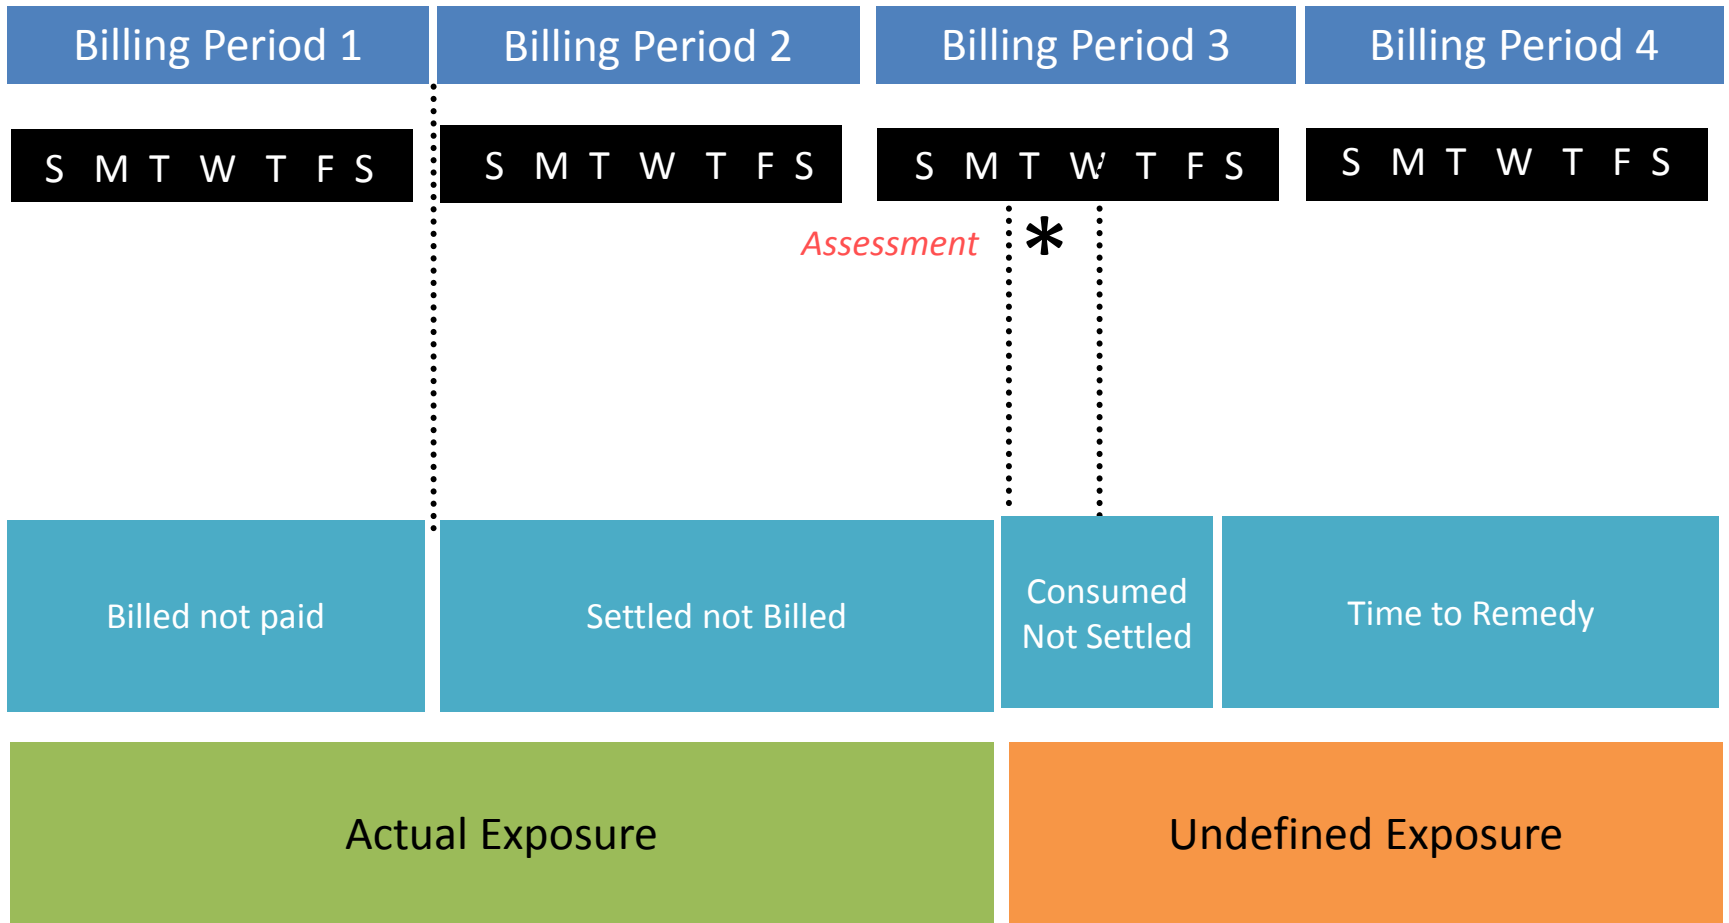 Billing Period 1
Billing Period 2
Billing Period 3
Billing Period 4
S M T W T F S
S M T W T F S
S M T W T F S
S M T W T F S
Assessment *
Billed not paid
Settled not Billed
Consumed
Not Settled
Time to Remedy
Actual Exposure
Undefined Exposure